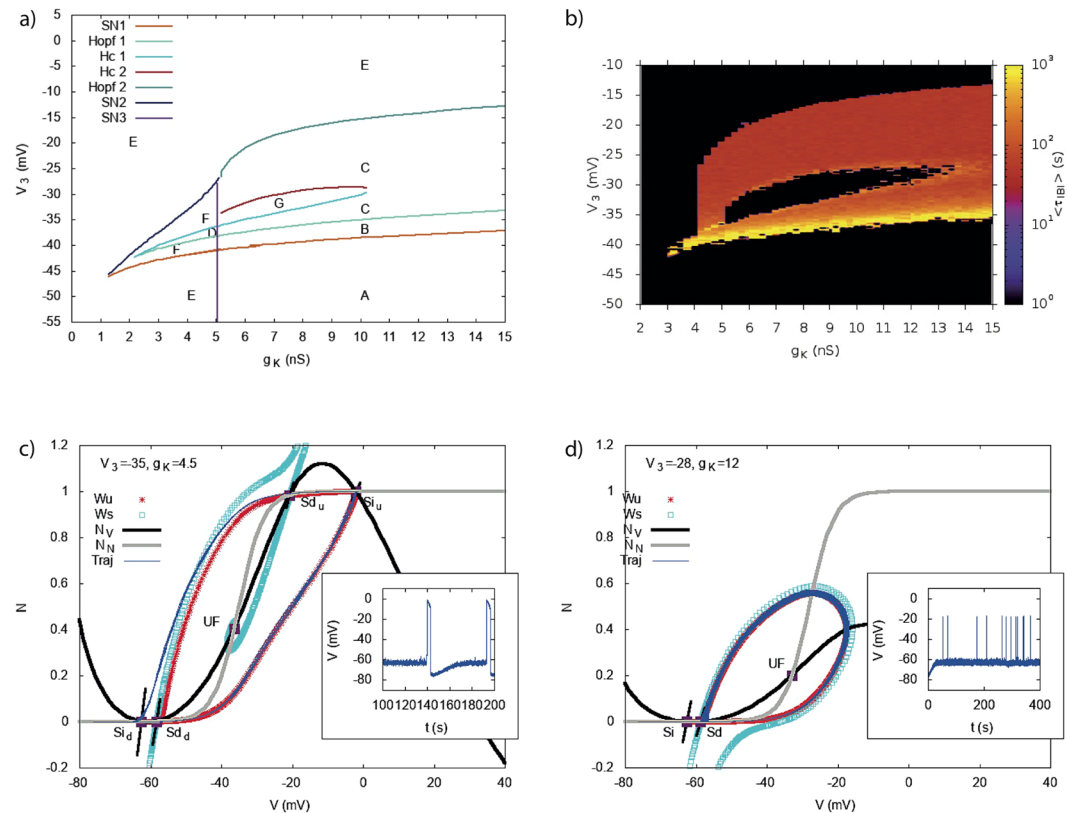 a)
SN1
Hopf 1
Hc 1
Hc 2
Hopf 2
SN2
SN3
5
0
-5
-10
-15
-20
-25
-30
-35
-40
-45
-50
-55
V3 (mV)
E
E
C
G
F
C
D
B
F
E
A
0 1 2 3 4 5 6 7 8 9 10 11 12 13 14 15
gK (nS)
b)
-10
-15
-20
-25
-30
-35
-40
-45
-50
V3 (mV)
2 3 4 5 6 7 8 9 10 11 12 13 14 15
gK (nS)
10³
10²
10¹
10⁰
<τIBI> (s)
c)
V3=-35, gK=4.5
Wu
Ws
NV
NN
Traj
1.2
1
0.8
0.6
0.4
0.2
0
-0.2
N
Sdu
Siu
UF
Sid
Sdd
-80 -60 -40 -20 0 20 40
V (mV)
0
-20
-40
-60
-80
V (mV)
100 120 140 160 180 200
t (s)
d)
V3=-28, gK=12
Wu
Ws
NV
NN
Traj
1.2
1
0.8
0.6
0.4
0.2
0
-0.2
N
UF
Si
Sd
-80 -60 -40 -20 0 20 40
V (mV)
0
-20
-40
-60
-80
V (mV)
0 200 400
t (s)